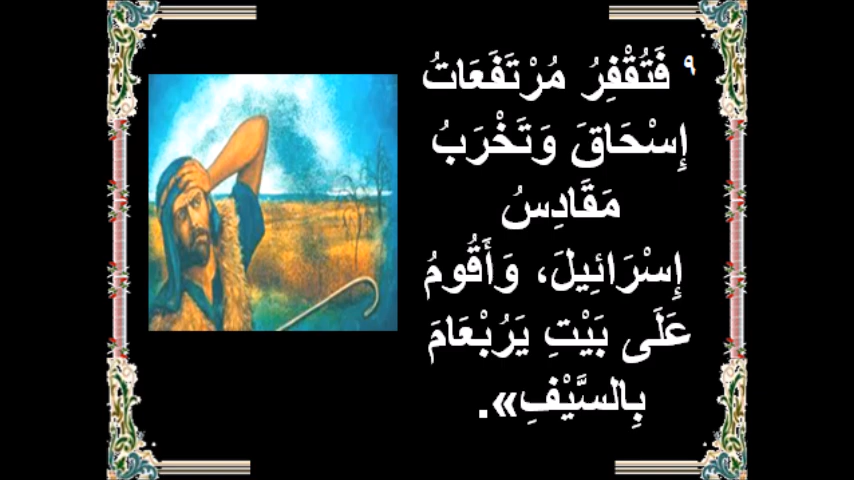 ٩ فَتُقْفِرُ مُرْتَفَعَاتُ
إِسْحَاقَ وَتَخْرَبُ
مَقَادِسُ
إِسْرَائِيلَ، وَأَقُومُ
عَلَى بَيْتِ يَرُبْعَامَ
بِالسَّيْفِ».